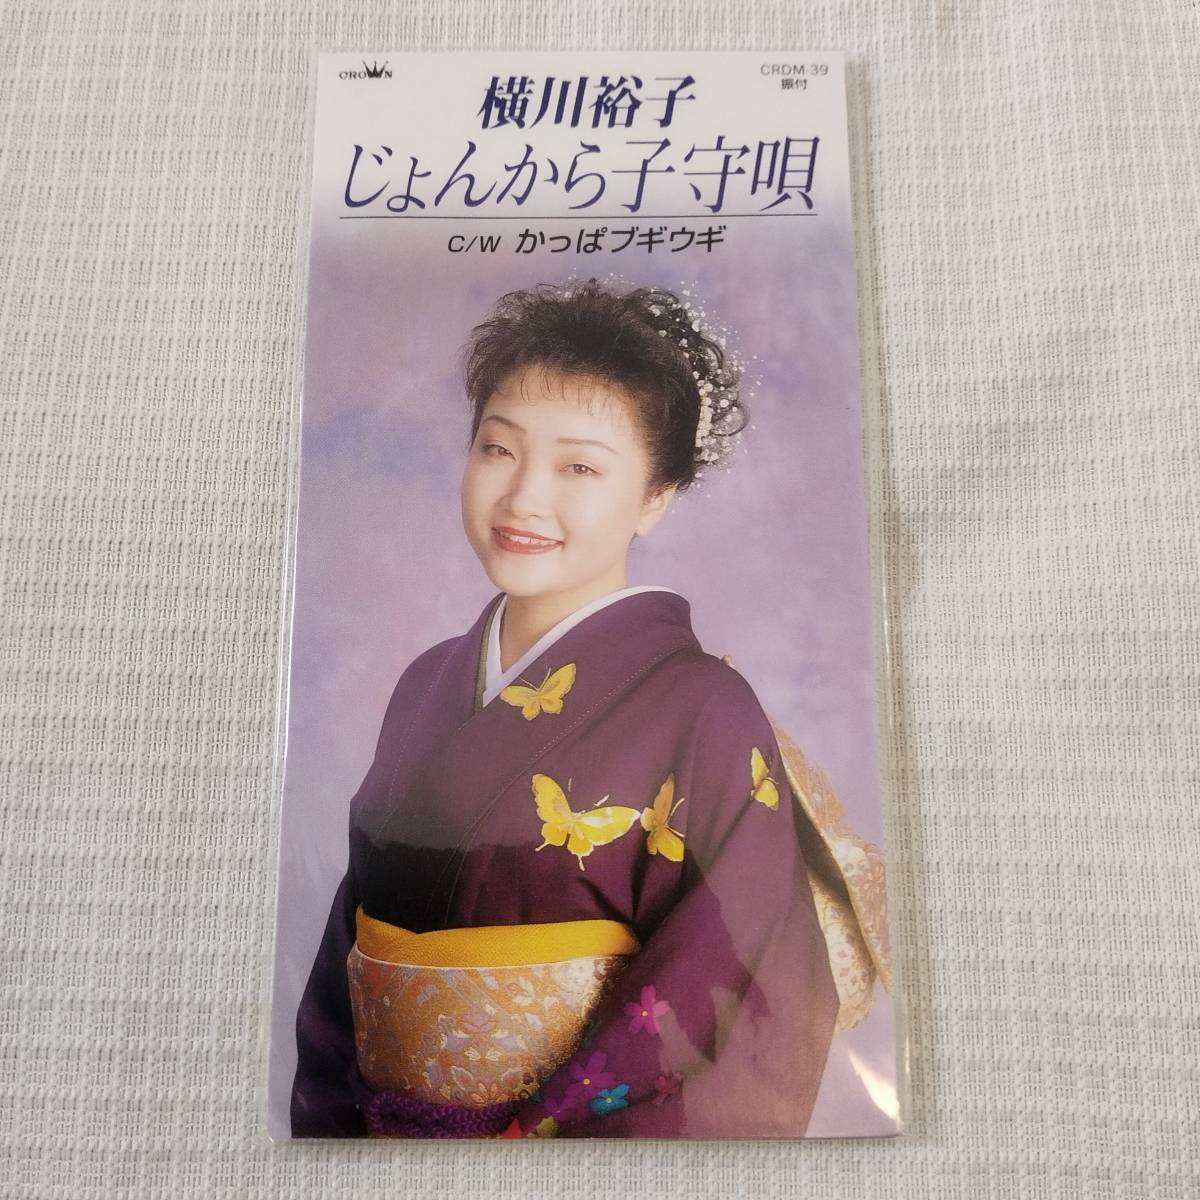 CROWN
CRDM-39
振付
横川裕子
じょんから子守唄
C/W かっぱブギウギ